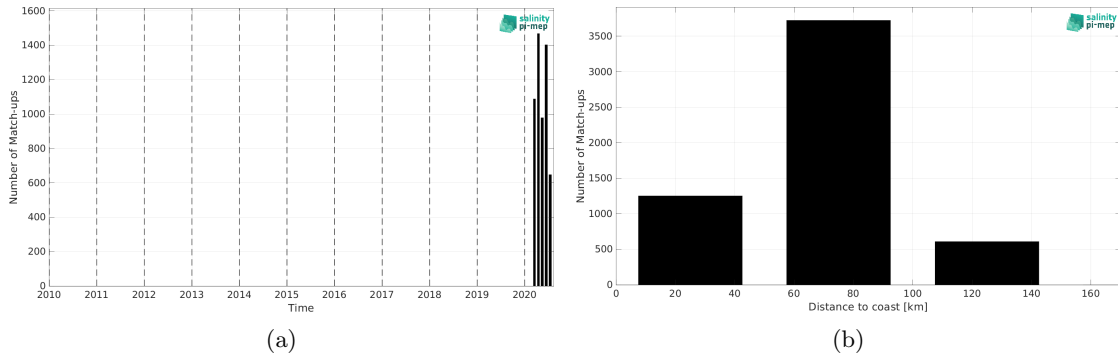 1600
1400
1200
1000
800
600
400
200
0
Number of Match-ups
2010 2011 2012 2013 2014 2015 2016 2017 2018 2019 2020
Time
salinity
pi-mep
(a)
3500
3000
2500
2000
1500
1000
500
0
Number of Match-ups
0 20 40 60 80 100 120 140 160
Distance to coast [km]
salinity
pi-mep
(b)